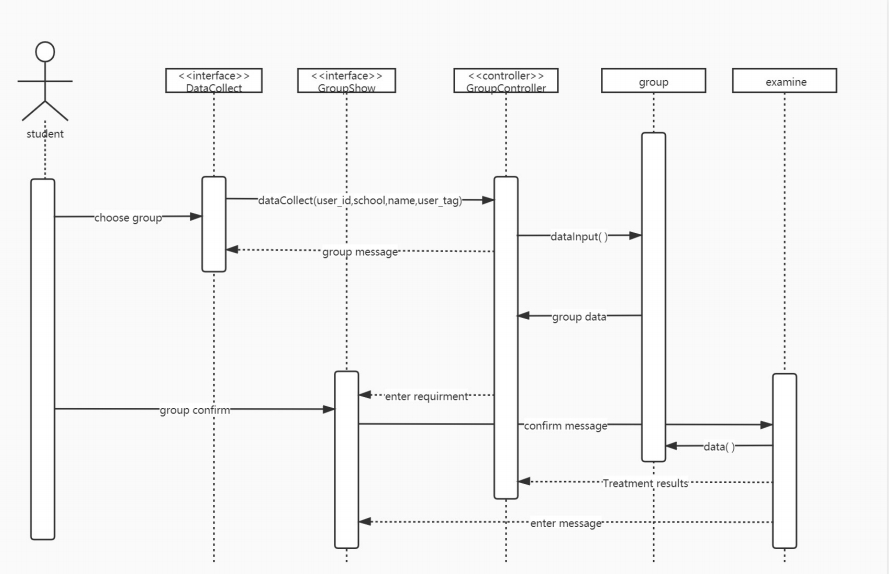 <<interface>>
DataCollect
<<interface>>
GroupShow
<<controller>>
GroupController
group
examine
student
dataCollect(user_id,school,name,user_tag)
choose group
dataInput( )
group message
group data
enter requirment
group confirm
confirm message
data( )
Treatment results
enter message